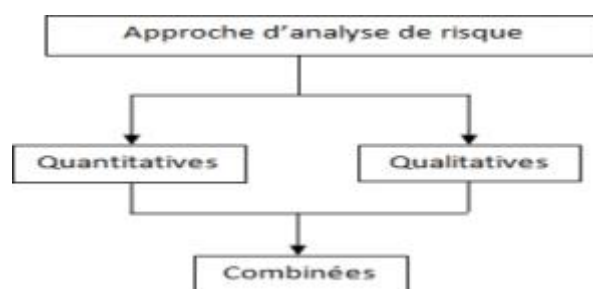 Approche d'analyse de risque
Quantitatives
Qualitatives
Combinées